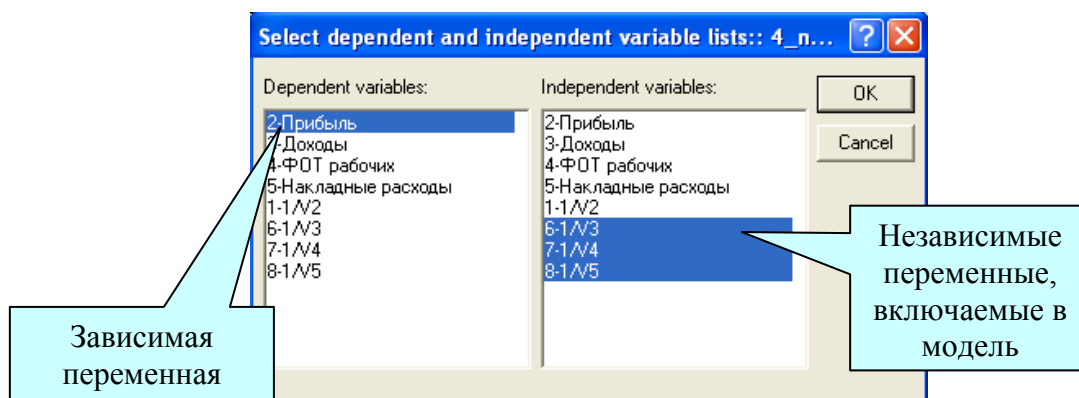 Select dependent and independent variable lists:: 4_n...
Dependent variables:
2-Прибыль
3-Доходы
4-ФОТ рабочих
5-Накладные расходы
1-1/V2
6-1/V3
7-1/V4
8-1/V5
Independent variables:
2-Прибыль
3-Доходы
4-ФОТ рабочих
5-Накладные расходы
1-1/V2
6-1/V3
7-1/V4
8-1/V5
OK
Cancel
Зависимая
переменная
Независимые
переменные,
включаемые в
модель